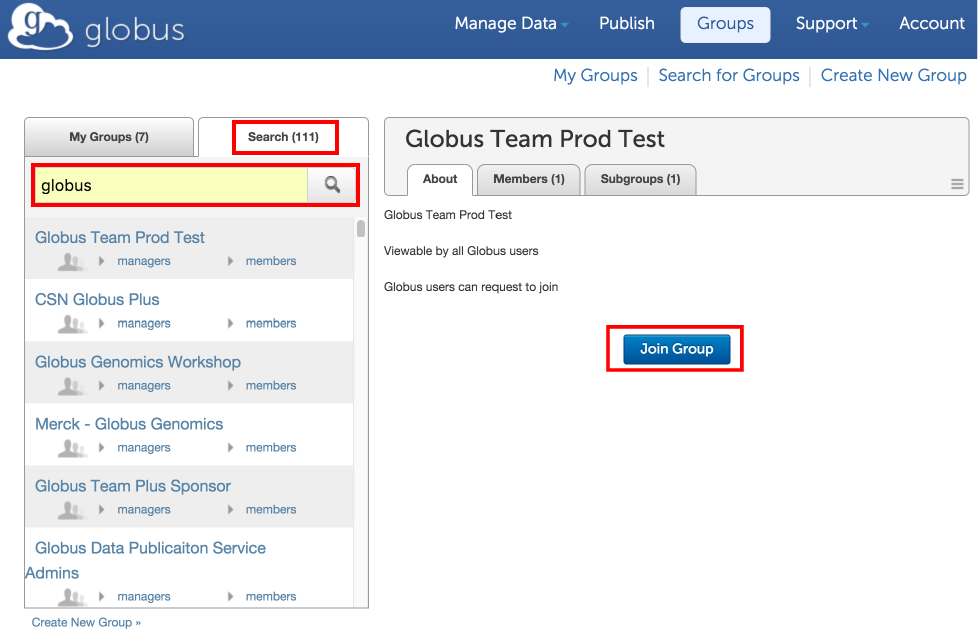 globus
Manage Data Publish Groups Support Account
My Groups Search for Groups Create New Group
My Groups (7) Search (111)
globus
Globus Team Prod Test
managers members
CSN Globus Plus
managers members
Globus Genomics Workshop
managers members
Merck - Globus Genomics
managers members
Globus Team Plus Sponsor
managers members
Globus Data Publicaiton Service
Admins
managers members
Create New Group »
Globus Team Prod Test
About Members (1) Subgroups (1)
Globus Team Prod Test
Viewable by all Globus users
Globus users can request to join
Join Group